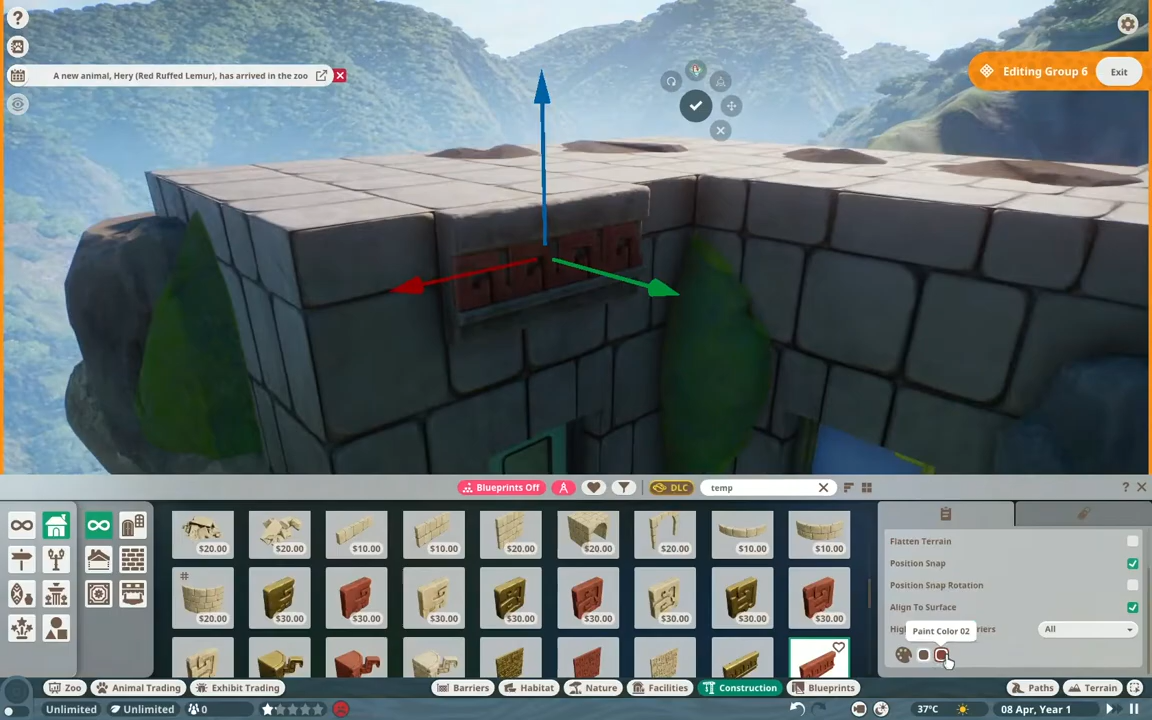 ?
A new animal, Hery (Red Ruffed Lemur), has arrived in the zoo
Editing Group 6
Exit
Blueprints Off
DLC
temp
?
$20.00 $20.00 $10.00 $10.00 $20.00 $20.00 $20.00 $10.00 $10.00
#
$20.00 $30.00 $30.00 $30.00 $30.00 $30.00 $30.00 $30.00 $30.00
Flatten Terrain
Position Snap
Position Snap Rotation
Align To Surface
All
Paint Color 02
Zoo
Animal Trading
Exhibit Trading
Barriers
Habitat
Nature
Facilities
Construction
Blueprints
Paths
Terrain
Unlimited
Unlimited
0
37°C
08 Apr, Year 1